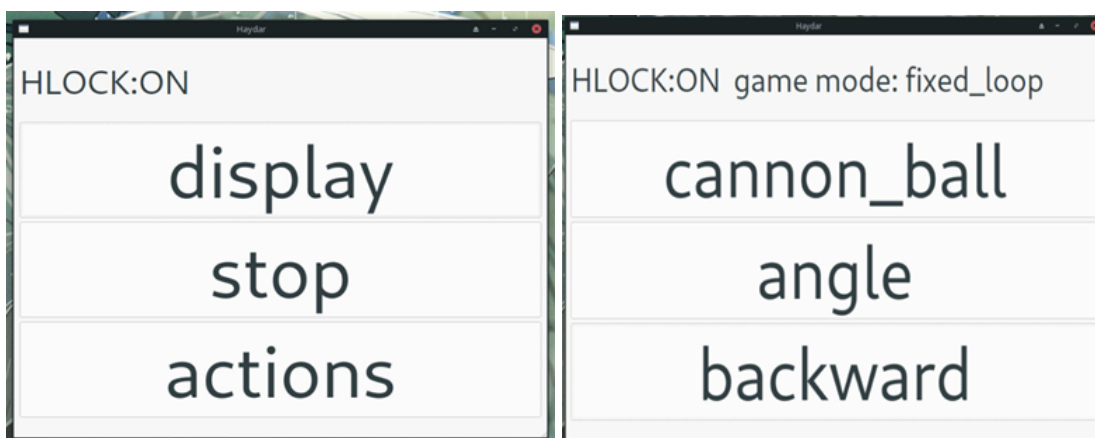 Haydar
HLOCK:ON
display
stop
actions
Haydar
HLOCK:ON game mode: fixed_loop
cannon_ball
angle
backward